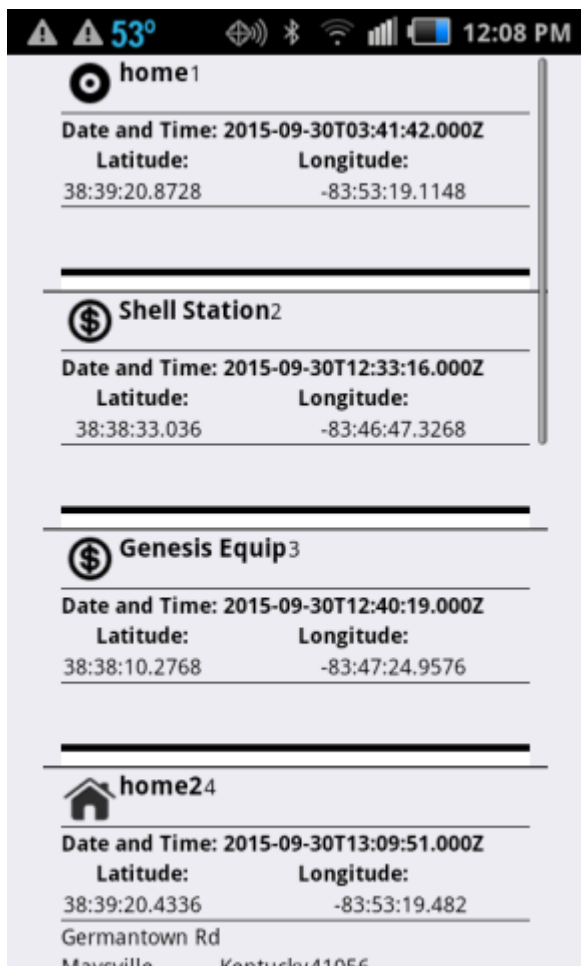 53° 12:08 PM
home1
Date and Time: 2015-09-30T03:41:42.000Z
Latitude: Longitude:
38:39:20.8728 -83:53:19.1148
Shell Station2
Date and Time: 2015-09-30T12:33:16.000Z
Latitude: Longitude:
38:38:33.036 -83:46:47.3268
Genesis Equip3
Date and Time: 2015-09-30T12:40:19.000Z
Latitude: Longitude:
38:38:10.2768 -83:47:24.9576
home24
Date and Time: 2015-09-30T13:09:51.000Z
Latitude: Longitude:
38:39:20.4336 -83:53:19.482
Germantown Rd
Maysville Kentucky41056